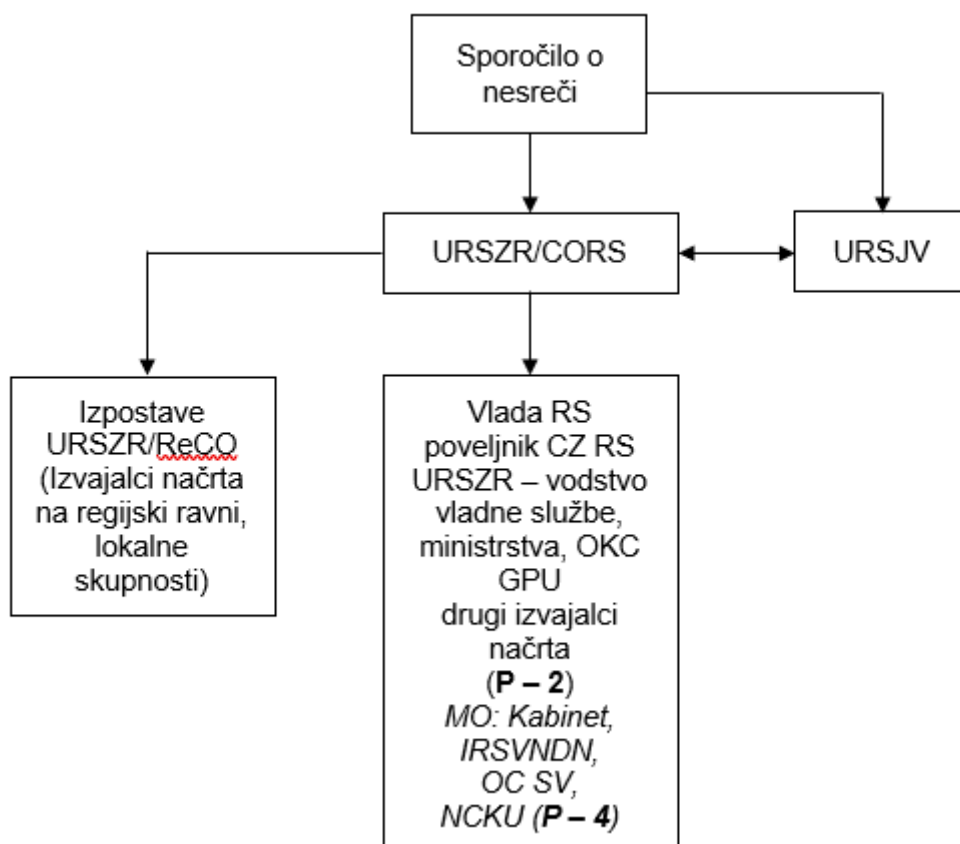 Sporočilo o
nesreči
URSZR/CORS
URSJV
Izpostave
URSZR/ReCO
(Izvajalci načrta
na regijski ravni,
lokalne
skupnosti)
Vlada RS
poveljnik CZ RS
URSZR – vodstvo
vladne službe,
ministrstva, OKC
GPU
drugi izvajalci
načrta
(P – 2)
MO: Kabinet,
IRSVNDN,
OC SV,
NCKU (P – 4)